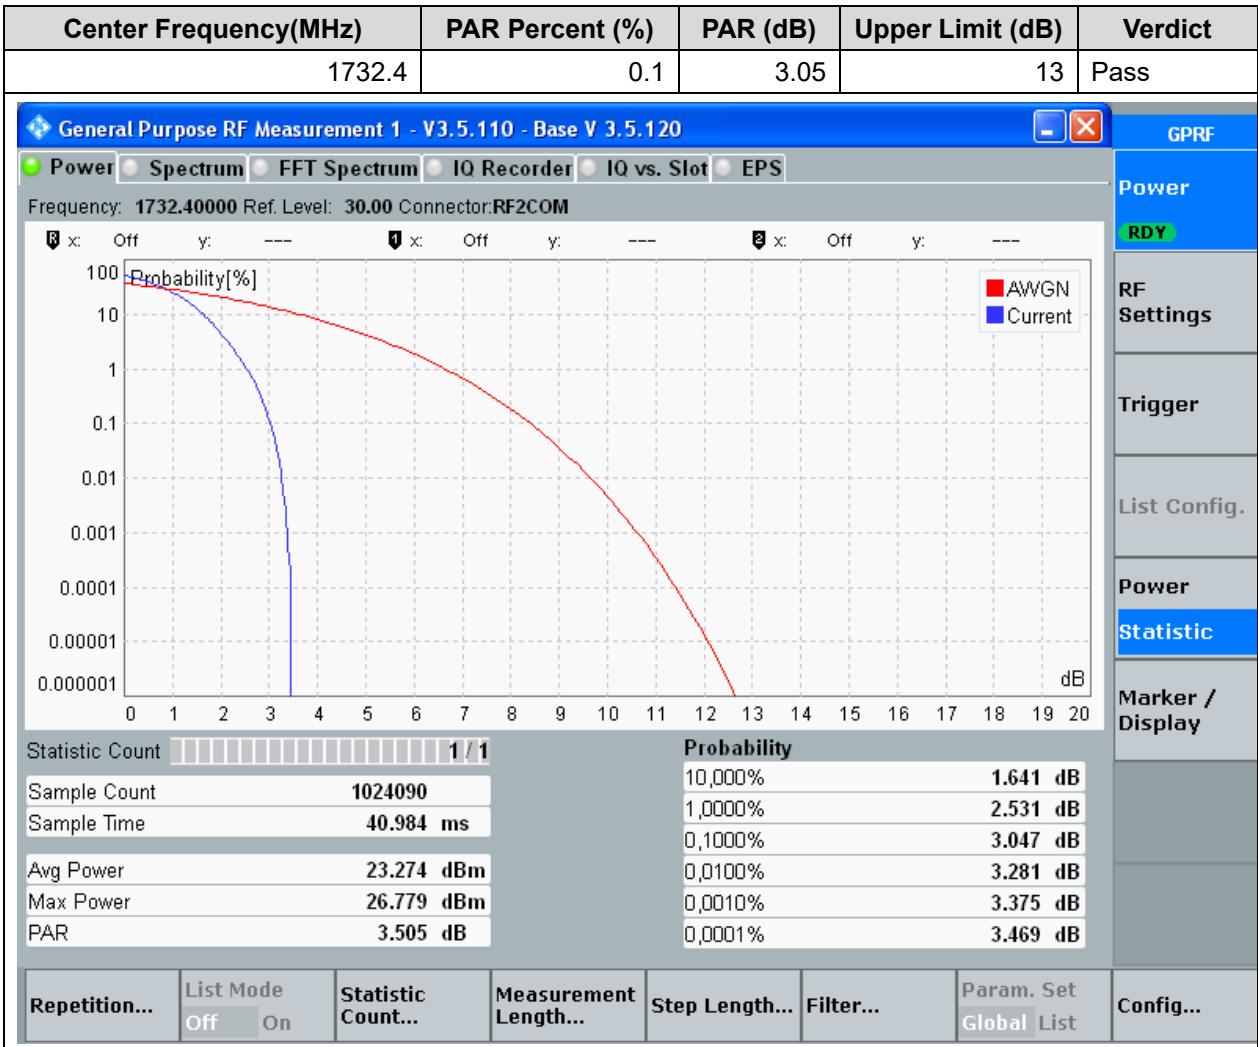 Center Frequency(MHz) PAR Percent (%) PAR (dB) Upper Limit (dB) Verdict
1732.4 0.1 3.05 13 Pass
General Purpose RF Measurement 1 - V3.5.110 - Base V 3.5.120
GPRF
Power Spectrum FFT Spectrum IQ Recorder IQ vs. Slot EPS
Power
RDY
Frequency: 1732.40000 Ref. Level: 30.00 Connector:RF2COM
R x: Off y: --- 1 x: Off y: --- 2 x: Off y: ---
Probability[%]
AWGN
Current
100
10
1
0.1
0.01
0.001
0.0001
0.00001
0.000001
dB
0 1 2 3 4 5 6 7 8 9 10 11 12 13 14 15 16 17 18 19 20
RF
Settings
Trigger
List Config.
Power
Statistic
Marker /
Display
Statistic Count 1 / 1
Sample Count 1024090
Sample Time 40.984 ms
Avg Power 23.274 dBm
Max Power 26.779 dBm
PAR 3.505 dB
Probability
10,000% 1.641 dB
1,0000% 2.531 dB
0,1000% 3.047 dB
0,0100% 3.281 dB
0,0010% 3.375 dB
0,0001% 3.469 dB
Repetition...
List Mode
Off On
Statistic
Count...
Measurement
Length...
Step Length...
Filter...
Param. Set
Global List
Config...